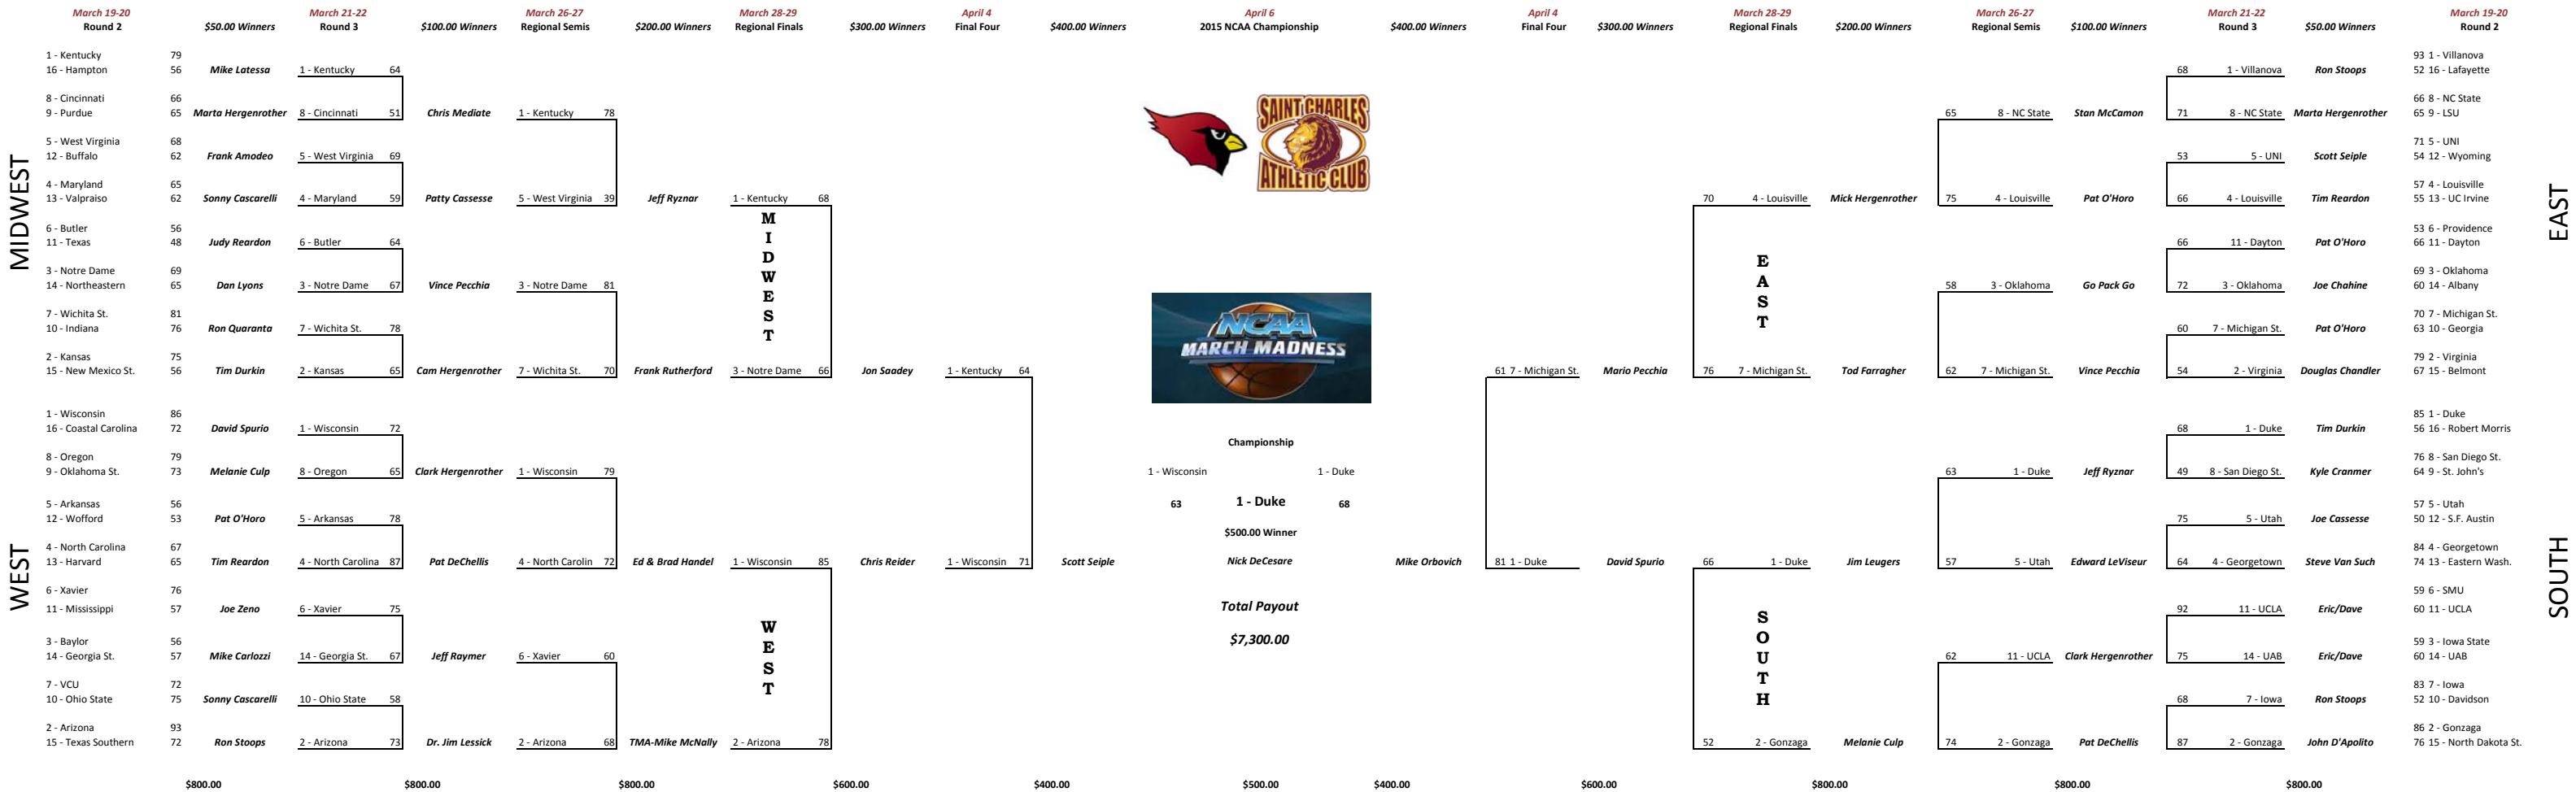 March 19-20 March 21-22 March 26-27 March 28-29 April 4 April 6 April 4 March 28-29 March 26-27 March 21-22 March 19-20
Round 2 $50.00 Winners Round 3 $100.00 Winners Regional Semis $200.00 Winners Regional Finals $300.00 Winners Final Four $400.00 Winners 2015 NCAA Championship $400.00 Winners Final Four $300.00 Winners Regional Finals $200.00 Winners Regional Semis $100.00 Winners Round 3 $50.00 Winners Round 2
MIDWEST
1 - Kentucky 79
16 - Hampton 56 Mike Latessa 1 - Kentucky 64
8 - Cincinnati 66
9 - Purdue 65 Marta Hergenrother 8 - Cincinnati 51 Chris Mediate 1 - Kentucky 78
5 - West Virginia 68
12 - Buffalo 62 Frank Amodeo 5 - West Virginia 69
4 - Maryland 65
13 - Valpraiso 62 Sonny Cascarelli 4 - Maryland 59 Patty Cassesse 5 - West Virginia 39 Jeff Ryznar 1 - Kentucky 68
6 - Butler 56
11 - Texas 48 Judy Reardon 6 - Butler 64
3 - Notre Dame 69
14 - Northeastern 65 Dan Lyons 3 - Notre Dame 67 Vince Pecchia 3 - Notre Dame 81
7 - Wichita St. 81
10 - Indiana 76 Ron Quaranta 7 - Wichita St. 78
2 - Kansas 75
15 - New Mexico St. 56 Tim Durkin 2 - Kansas 65 Cam Hergenrother 7 - Wichita St. 70 Frank Rutherford 3 - Notre Dame 66 Jon Saadey 1 - Kentucky 64
MIDWEST
WEST
1 - Wisconsin 86
16 - Coastal Carolina 72 David Spurio 1 - Wisconsin 72
8 - Oregon 79
9 - Oklahoma St. 73 Melanie Culp 8 - Oregon 65 Clark Hergenrother 1 - Wisconsin 79
5 - Arkansas 56
12 - Wofford 53 Pat O'Horo 5 - Arkansas 78
4 - North Carolina 67
13 - Harvard 65 Tim Reardon 4 - North Carolina 87 Pat DeChellis 4 - North Carolin 72 Ed & Brad Handel 1 - Wisconsin 85 Chris Reider 1 - Wisconsin 71 Scott Seiple
6 - Xavier 76
11 - Mississippi 57 Joe Zeno 6 - Xavier 75
3 - Baylor 56
14 - Georgia St. 57 Mike Carlozzi 14 - Georgia St. 67 Jeff Raymer 6 - Xavier 60
7 - VCU 72
10 - Ohio State 75 Sonny Cascarelli 10 - Ohio State 58
2 - Arizona 93
15 - Texas Southern 72 Ron Stoops 2 - Arizona 73 Dr. Jim Lessick 2 - Arizona 68 TMA-Mike McNally 2 - Arizona 78
WEST
SAINT CHARLES
ATHLETIC CLUB
NCAA
MARCH MADNESS
Championship
1 - Wisconsin 1 - Duke
63 1 - Duke 68
$500.00 Winner
Nick DeCesare
Total Payout
$7,300.00
EAST
93 1 - Villanova
68 1 - Villanova Ron Stoops 52 16 - Lafayette
66 8 - NC State
65 8 - NC State Stan McCamon 71 8 - NC State Marta Hergenrother 65 9 - LSU
71 5 - UNI
53 5 - UNI Scott Seiple 54 12 - Wyoming
57 4 - Louisville
70 4 - Louisville Mick Hergenrother 75 4 - Louisville Pat O'Horo 66 4 - Louisville Tim Reardon 55 13 - UC Irvine
53 6 - Providence
66 11 - Dayton Pat O'Horo 66 11 - Dayton
69 3 - Oklahoma
58 3 - Oklahoma Go Pack Go 72 3 - Oklahoma Joe Chahine 60 14 - Albany
70 7 - Michigan St.
60 7 - Michigan St. Pat O'Horo 63 10 - Georgia
79 2 - Virginia
61 7 - Michigan St. Mario Pecchia 76 7 - Michigan St. Tod Farragher 62 7 - Michigan St. Vince Pecchia 54 2 - Virginia Douglas Chandler 67 15 - Belmont
EAST
SOUTH
85 1 - Duke
68 1 - Duke Tim Durkin 56 16 - Robert Morris
76 8 - San Diego St.
63 1 - Duke Jeff Ryznar 49 8 - San Diego St. Kyle Cranmer 64 9 - St. John's
57 5 - Utah
75 5 - Utah Joe Cassesse 50 12 - S.F. Austin
84 4 - Georgetown
Mike Orbovich 81 1 - Duke David Spurio 66 1 - Duke Jim Leugers 57 5 - Utah Edward LeViseur 64 4 - Georgetown Steve Van Such 74 13 - Eastern Wash.
59 6 - SMU
92 11 - UCLA Eric/Dave 60 11 - UCLA
59 3 - Iowa State
62 11 - UCLA Clark Hergenrother 75 14 - UAB Eric/Dave 60 14 - UAB
83 7 - Iowa
68 7 - Iowa Ron Stoops 52 10 - Davidson
86 2 - Gonzaga
52 2 - Gonzaga Melanie Culp 74 2 - Gonzaga Pat DeChellis 87 2 - Gonzaga John D'Apolito 76 15 - North Dakota St.
SOUTH
$800.00 $800.00 $800.00 $600.00 $400.00 $500.00 $400.00 $600.00 $800.00 $800.00 $800.00